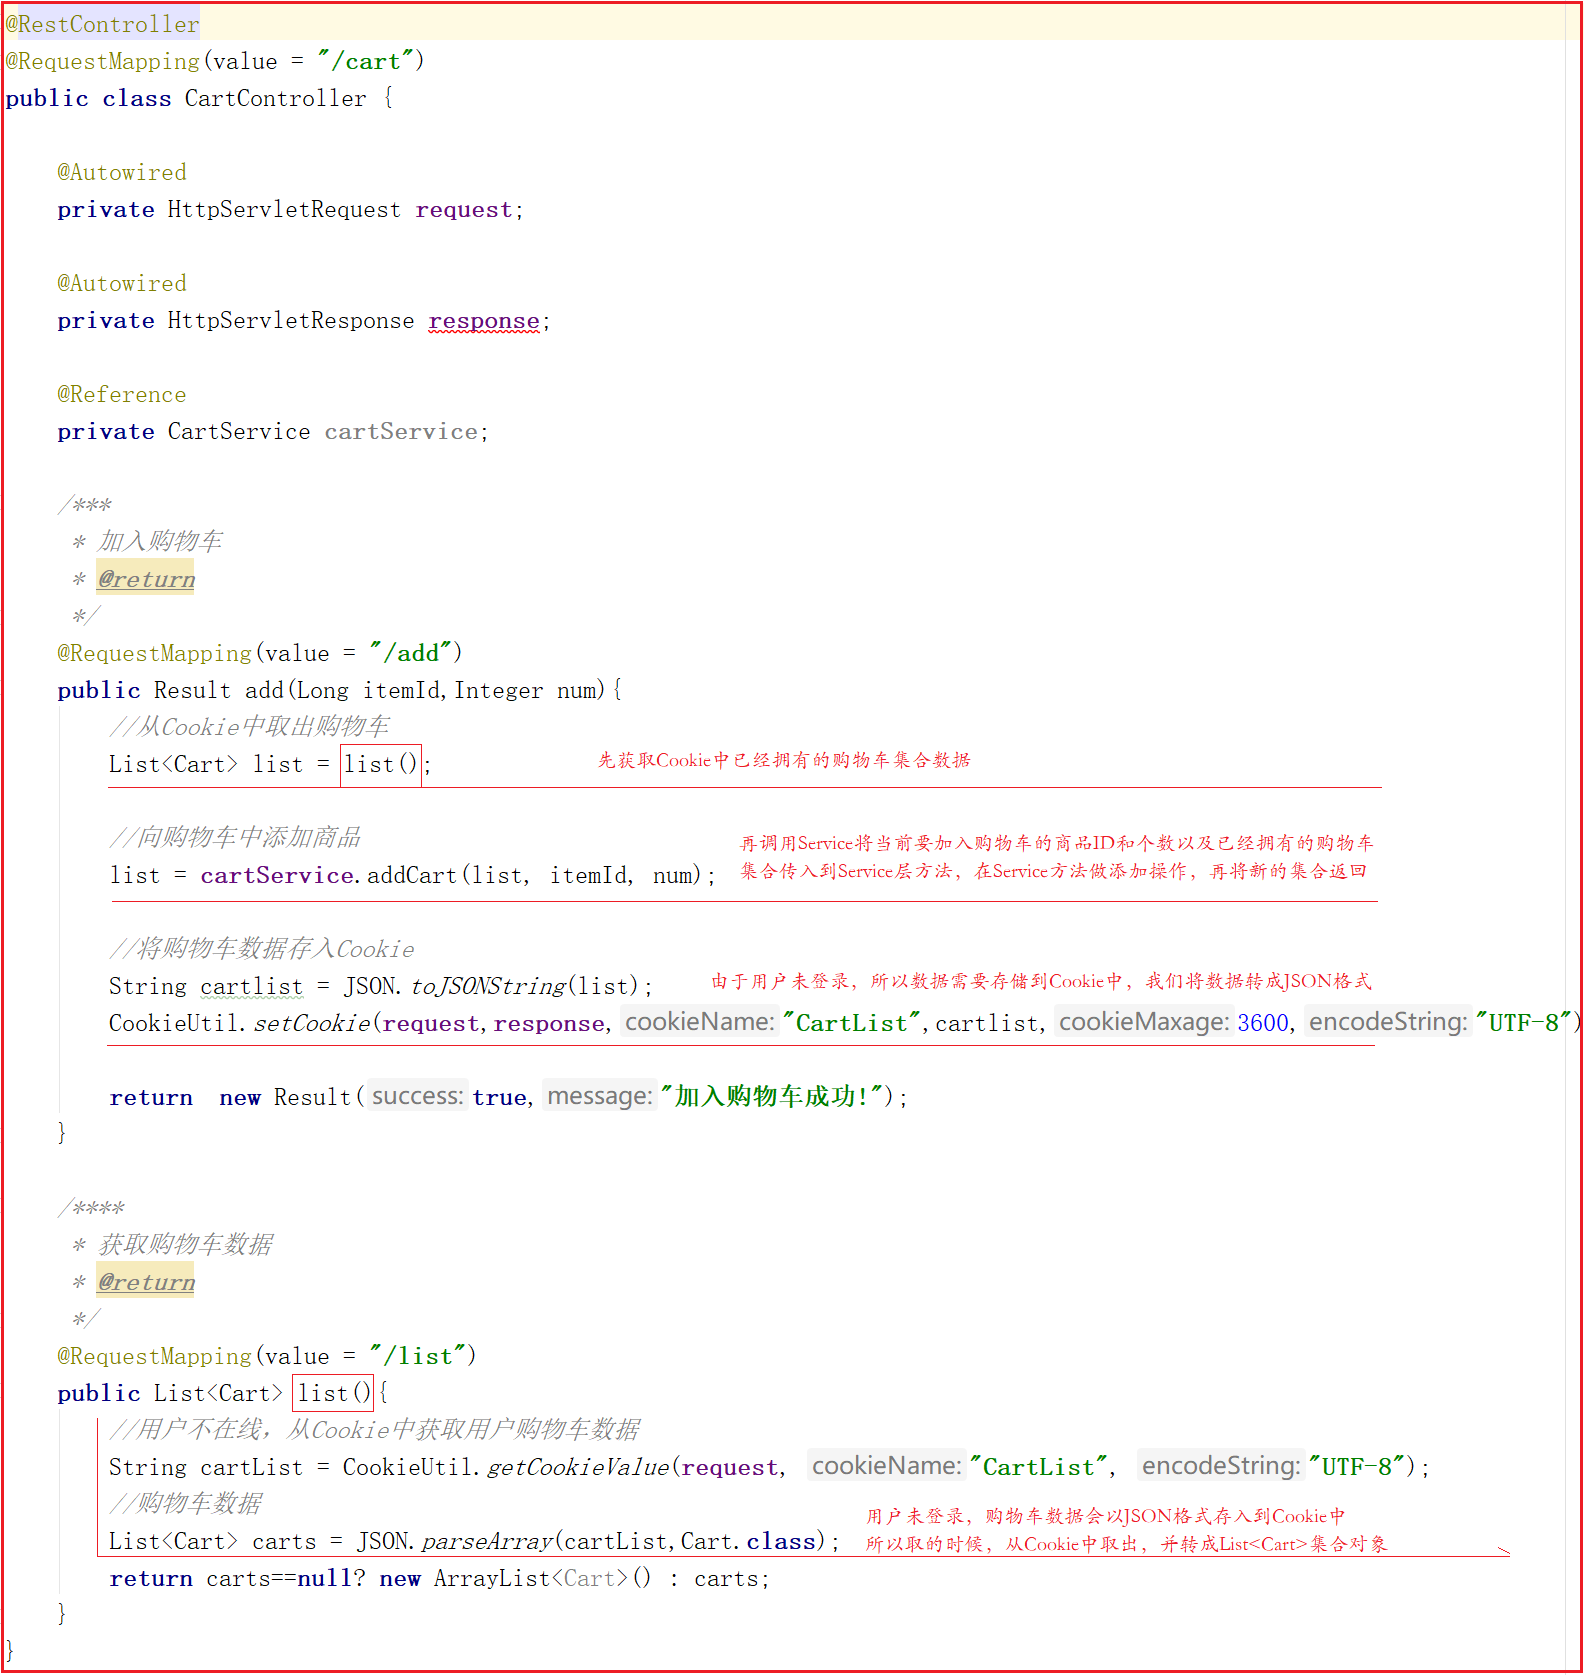 @RestController
@RequestMapping(value = "/cart")
public class CartController {
@Autowired
private HttpServletRequest request;
@Autowired
private HttpServletResponse response;
@Reference
private CartService cartService;
/***
* 加入购物车
* @return
*/
@RequestMapping(value = "/add")
public Result add(Long itemId,Integer num){
//从Cookie中取出购物车
List<Cart> list = list(); 先获取Cookie中已经拥有的购物车集合数据
//向购物车中添加商品
再调用Service将当前要加入购物车的商品ID和个数以及已经拥有的购物车
list = cartService.addCart(list, itemId, num); 集合传入到Service层方法，在Service方法做添加操作，再将新的集合返回
//将购物车数据存入Cookie
String cartlist = JSON.toJSONString(list); 由于用户未登录，所以数据需要存储到Cookie中，我们将数据转成JSON格式
CookieUtil.setCookie(request,response, cookieName: "CartList",cartlist, cookieMaxage: 3600, encodeString: "UTF-8")
return  new Result( success: true, message: "加入购物车成功!");
}
/****
* 获取购物车数据
* @return
*/
@RequestMapping(value = "/list")
public List<Cart> list(){
//用户不在线，从Cookie中获取用户购物车数据
String cartList = CookieUtil.getCookieValue(request, cookieName: "CartList", encodeString: "UTF-8");
//购物车数据
用户未登录，购物车数据会以JSON格式存入到Cookie中
List<Cart> carts = JSON.parseArray(cartList,Cart.class); 所以取的时候，从Cookie中取出，并转成List<Cart>集合对象
return carts==null? new ArrayList<Cart>() : carts;
}
}